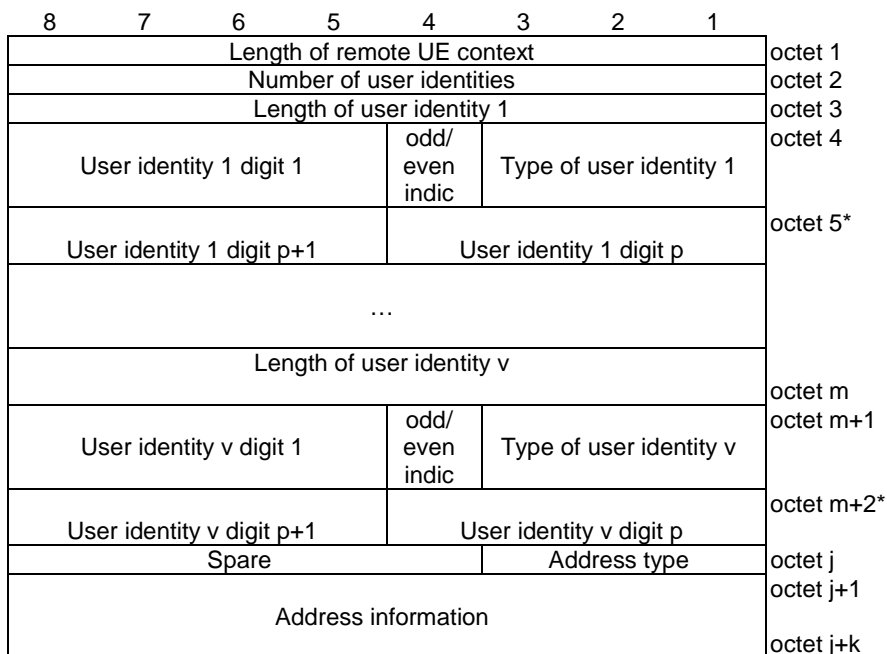 8 7 6 5 4 3 2 1
Length of remote UE context octet 1
Number of user identities octet 2
Length of user identity 1 octet 3
User identity 1 digit 1 odd/ even indic Type of user identity 1 octet 4
User identity 1 digit p+1 User identity 1 digit p octet 5*
…
Length of user identity v octet m
User identity v digit 1 odd/ even indic Type of user identity v octet m+1
User identity v digit p+1 User identity v digit p octet m+2*
Spare Address type octet j
octet j+1
Address information
octet j+k